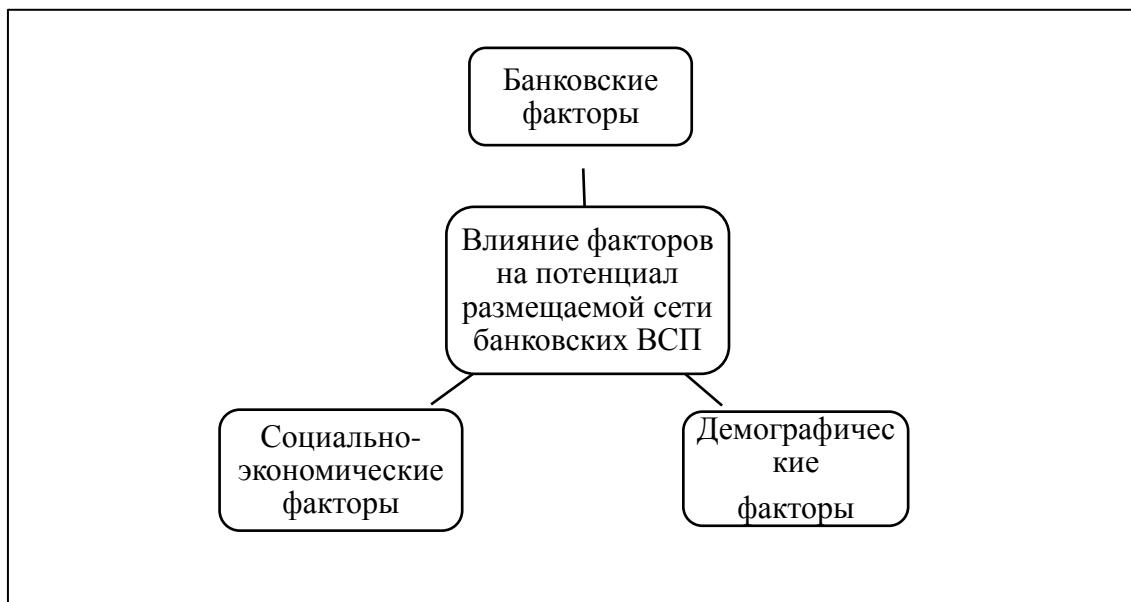 Банковские
факторы
Влияние факторов
на потенциал
размещаемой сети
банковских ВСП
Социально-
экономические
факторы
Демографичес
кие
факторы